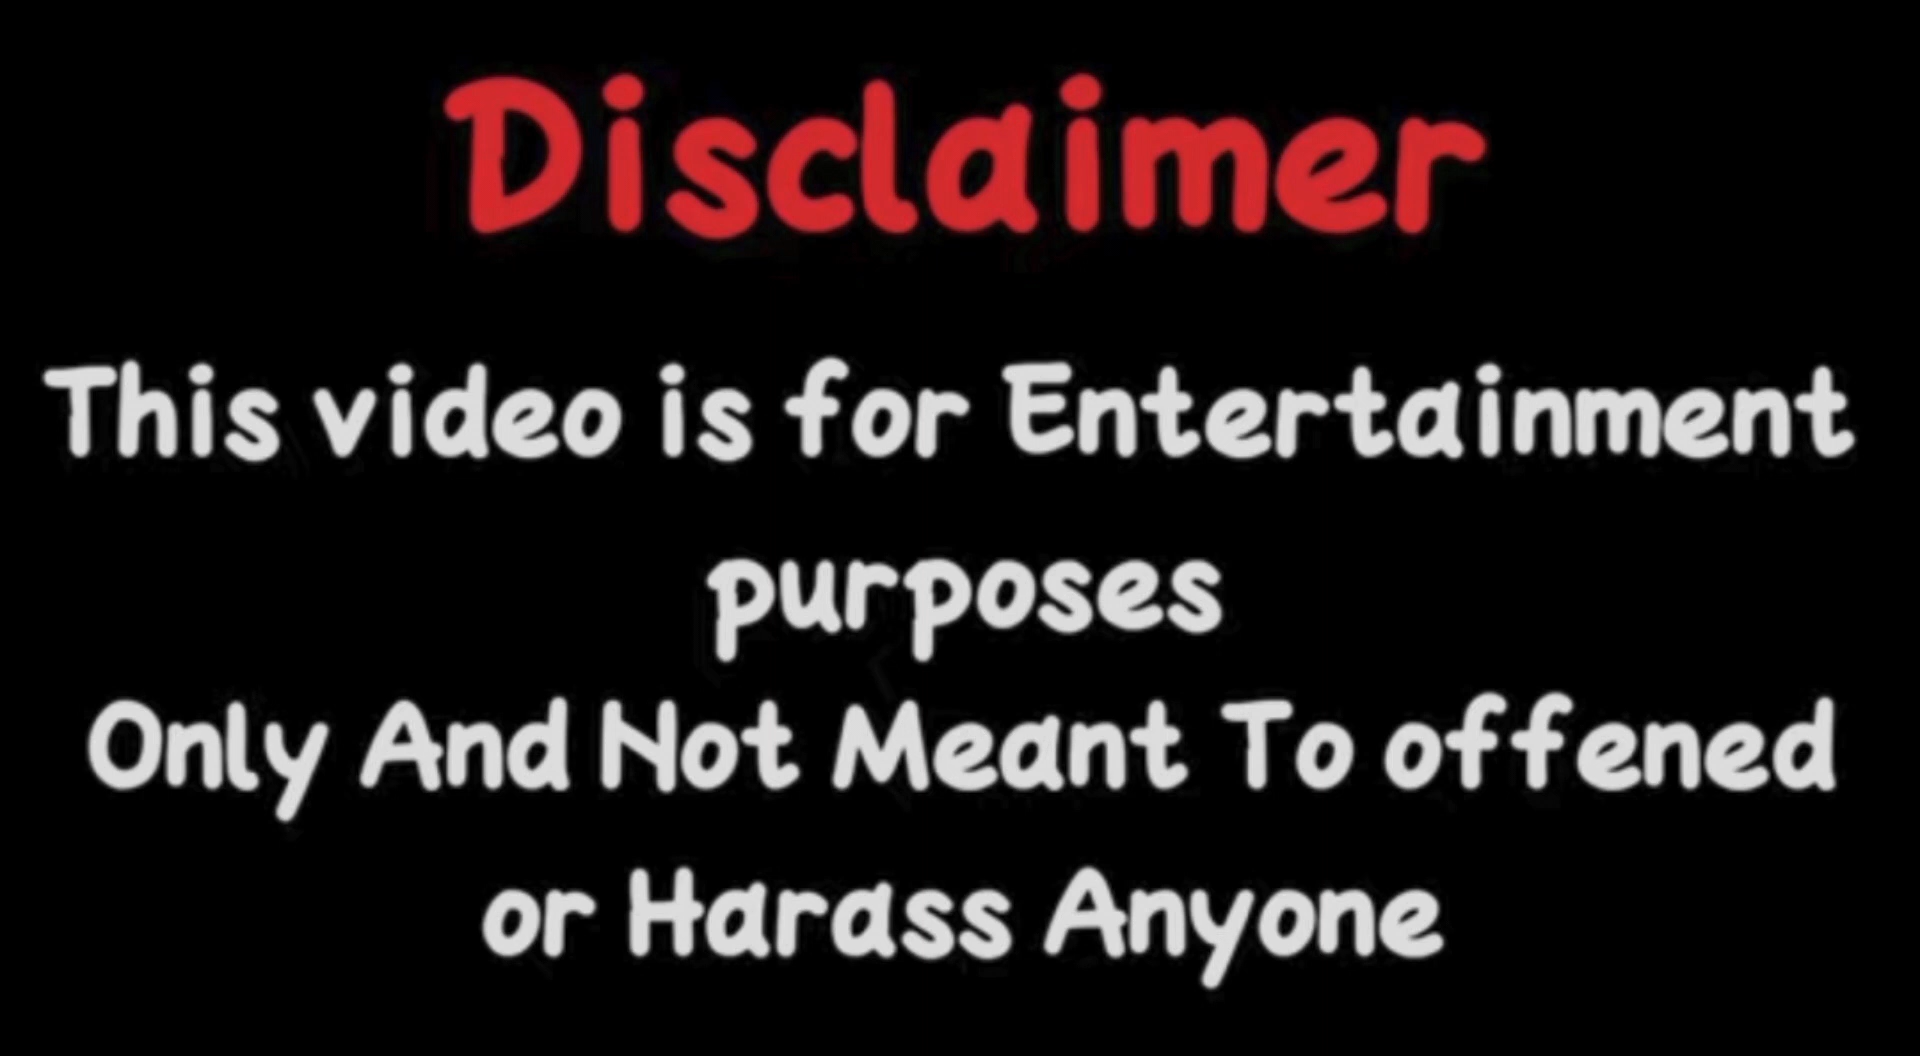 Disclaimer
This video is for Entertainment
purposes
Only And Not Meant To offened
or Harass Anyone